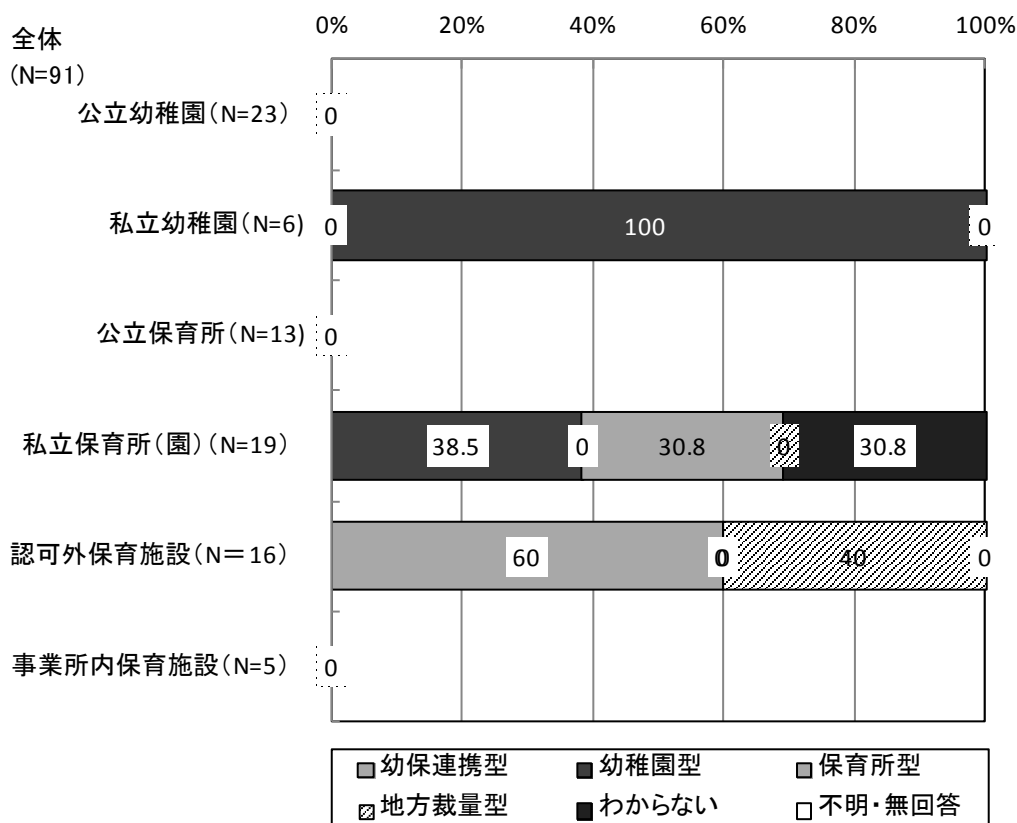 0% 20% 40% 60% 80% 100%
全体
(N=91)
公立幼稚園(N=23) 0
私立幼稚園(N=6) 0 100 0
公立保育所(N=13) 0
私立保育所(園)(N=19) 38.5 0 30.8 0 30.8
認可外保育施設(N＝16) 60 0 40 0
事業所内保育施設(N=5) 0
幼保連携型 幼稚園型 保育所型
地方裁量型 わからない 不明・無回答